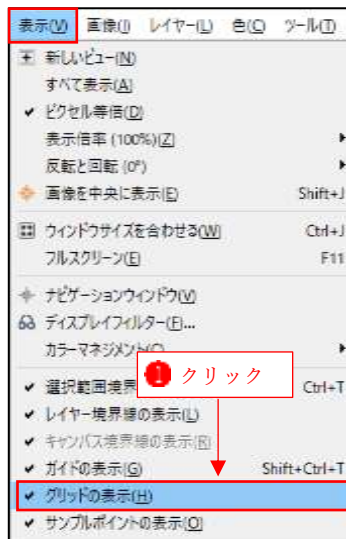 表示(V) 画像(I) レイヤー(L) 色(C) ツール(T)
新しいビュー(N)
すべて表示(A)
✔ ピクセル等倍(D)
表示倍率 (100%)(Z)
反転と回転 (0°)
画像を中央に表示(E) Shift+J
ウィンドウサイズを合わせる(W) Ctrl+J
フルスクリーン(E) F11
ナビゲーションウィンドウ(V)
ディスプレイフィルター(F)...
カラーマネジメント
❶ クリック
✔ 選択範囲境界 Ctrl+T
✔ レイヤー境界線の表示(L)
✔ キャンバス境界線の表示(R)
✔ ガイドの表示(G) Shift+Ctrl+T
✔ グリッドの表示(H)
✔ サンプルポイントの表示(O)